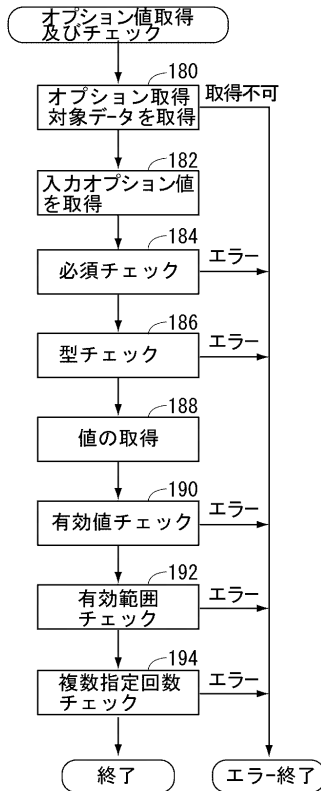 オプション値取得
及びチェック
180
オプション取得
対象データを取得
取得不可
182
入力オプション値
を取得
184
必須チェック
エラー
186
型チェック
エラー
188
値の取得
190
有効値チェック
エラー
192
有効範囲
チェック
エラー
194
複数指定回数
チェック
エラー
終了
エラー終了